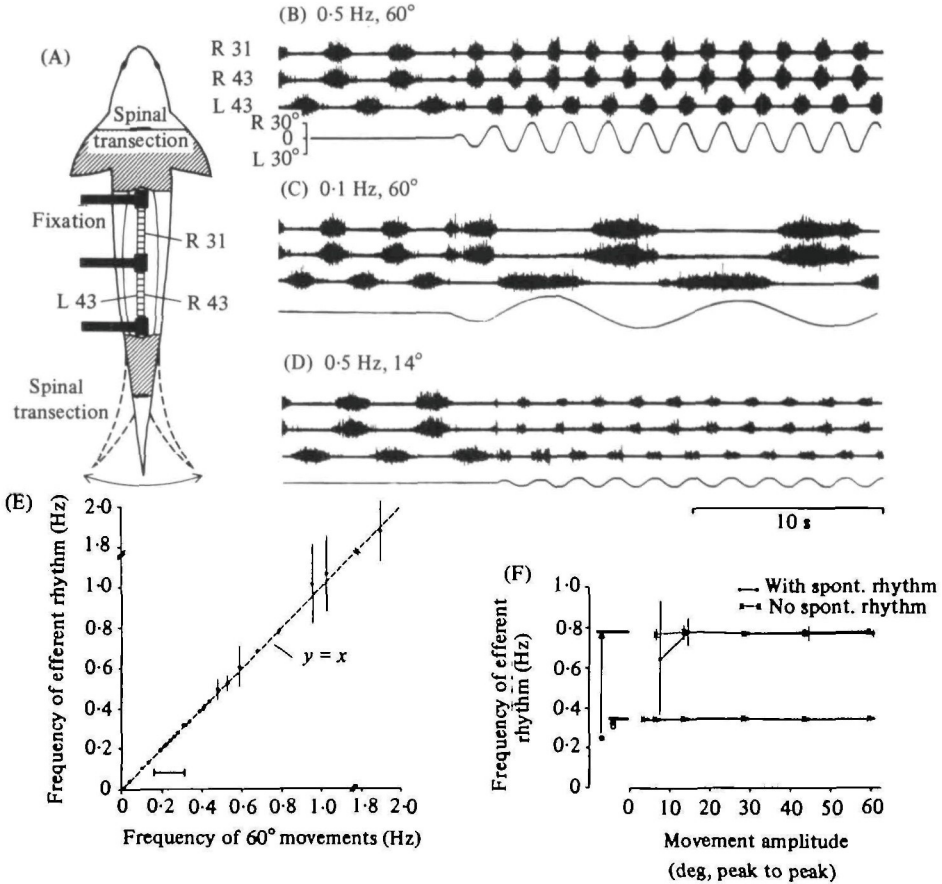 (A)
Spinal
transection
Fixation
R 31
L 43
R 43
Spinal
transection
(B) 0·5 Hz, 60°
R 31
R 43
L 43
R 30°
0
L 30°
(C) 0·1 Hz, 60°
(D) 0·5 Hz, 14°
10 s
(E)
Frequency of efferent rhythm (Hz)
2·0
1·8
1·0
0·8
0·6
0·4
0·2
0
y = x
0 0·2 0·4 0·6 0·8 1·0 1·8 2·0
Frequency of 60° movements (Hz)
(F)
Frequency of efferent
rhythm (Hz)
1·0
0·8
0·6
0·4
0·2
0
With spont. rhythm
No spont. rhythm
0 10 20 30 40 50 60
Movement amplitude
(deg, peak to peak)